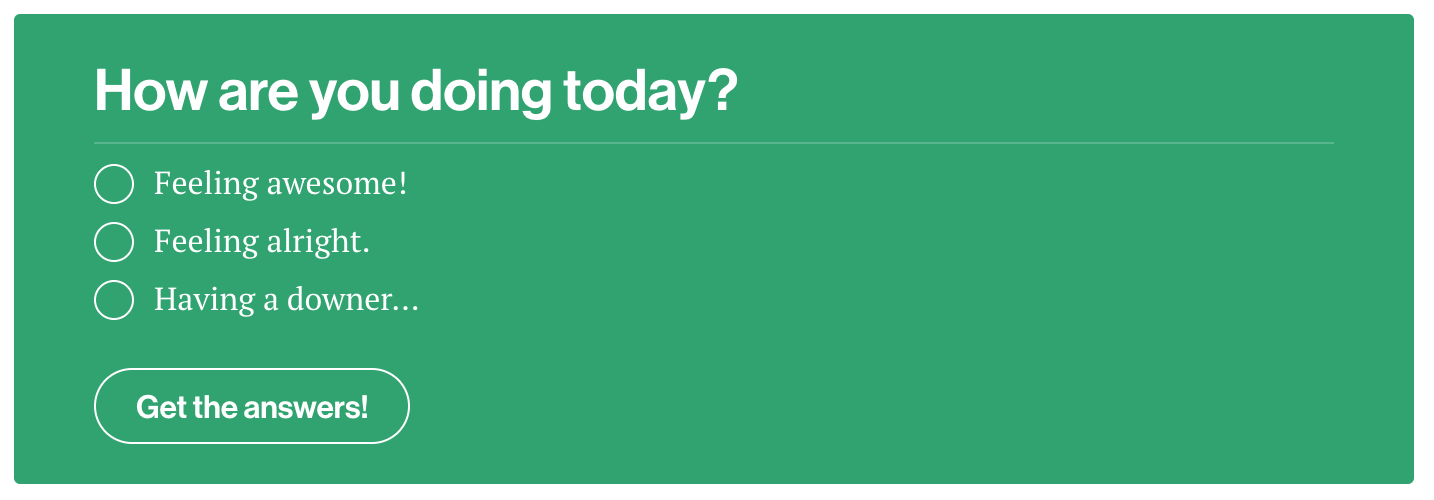 How are you doing today?
Feeling awesome!
Feeling alright.
Having a downer...
Get the answers!